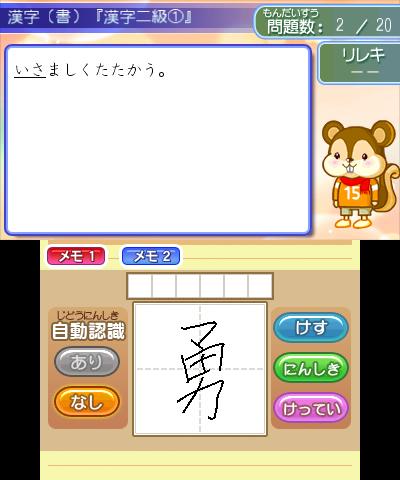 漢字（書）『漢字二級①』
もんだいすう
問題数： 2 ／ 20
リレキ
－－
いさましくたたかう。
15
メモ1 メモ2
じどうにんしき
自動認識
あり
なし
勇
けす
にんしき
けってい